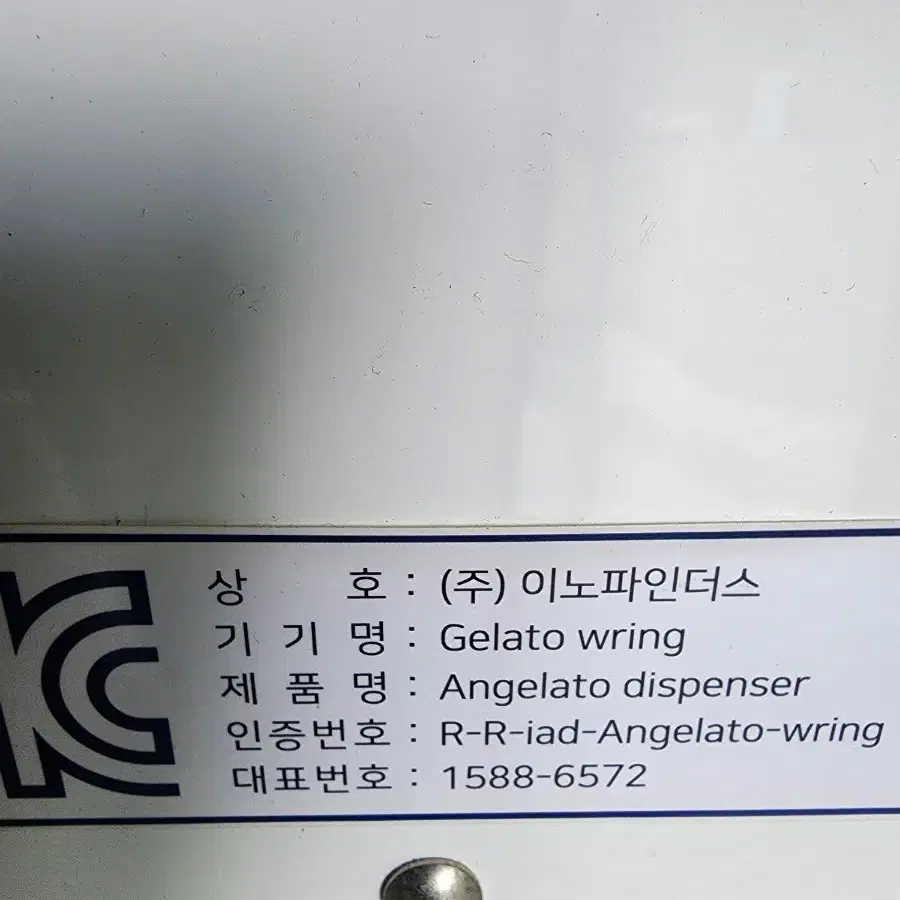 상 호 : (주) 이노파인더스
기 기 명 : Gelato wring
제 품 명 : Angelato dispenser
인증번호 : R-R-iad-Angelato-wring
대표번호 : 1588-6572